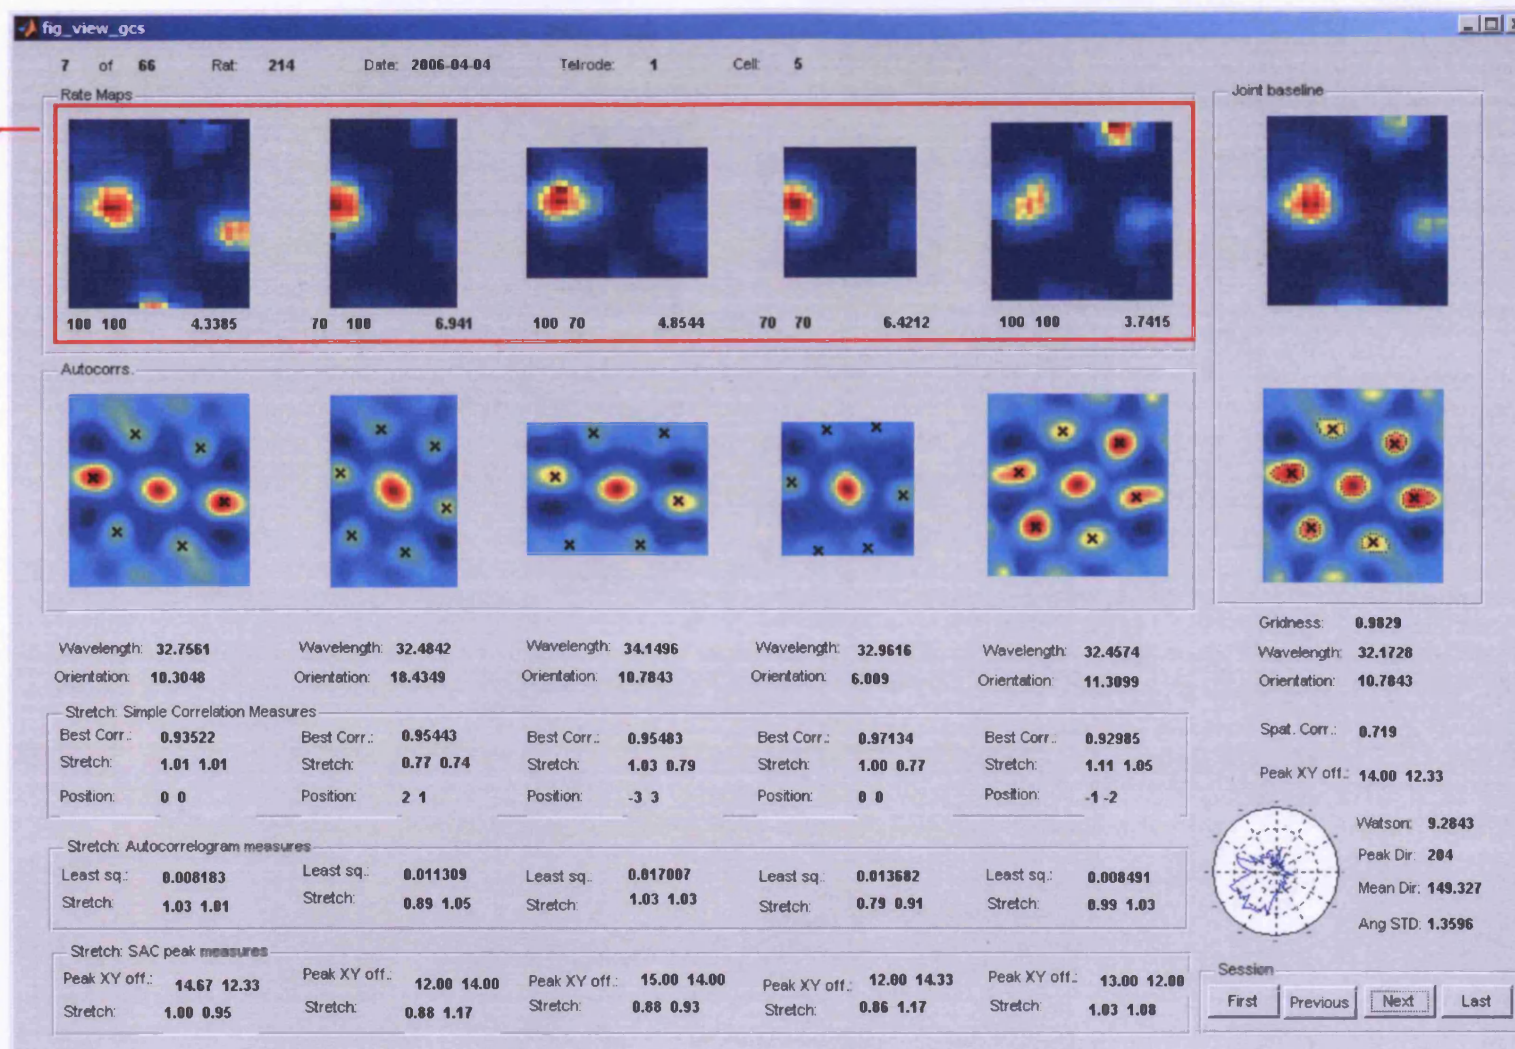 fig_view_gcs
7 of 66 Rat: 214 Date: 2006-04-04 Tetrode: 1 Cell: 5
Rate Maps
Joint baseline
100 100 4.3385 70 100 6.941 100 70 4.8544 70 70 6.4212 100 100 3.7415
Autocorrs.
Wavelength: 32.7561 Wavelength: 32.4842 Wavelength: 34.1496 Wavelength: 32.9616 Wavelength: 32.4574
Orientation: 10.3048 Orientation: 18.4349 Orientation: 10.7843 Orientation: 6.009 Orientation: 11.3099
Gridness: 0.9829
Wavelength: 32.1728
Orientation: 10.7843
Spat. Corr.: 0.719
Peak XY off.: 14.00 12.33
Stretch: Simple Correlation Measures
Best Corr.: 0.93522 Best Corr.: 0.95443 Best Corr.: 0.95483 Best Corr.: 0.97134 Best Corr.: 0.92985
Stretch: 1.01 1.01 Stretch: 0.77 0.74 Stretch: 1.03 0.79 Stretch: 1.00 0.77 Stretch: 1.11 1.05
Position: 0 0 Position: 2 1 Position: -3 3 Position: 0 0 Position: -1 -2
Watson: 9.2843
Peak Dir: 204
Mean Dir: 149.327
Ang STD: 1.3596
Stretch: Autocorrelogram measures
Least sq.: 0.008183 Least sq.: 0.011309 Least sq.: 0.017007 Least sq.: 0.013682 Least sq.: 0.008491
Stretch: 1.03 1.01 Stretch: 0.89 1.05 Stretch: 1.03 1.03 Stretch: 0.79 0.91 Stretch: 0.99 1.03
Stretch: SAC peak measures
Peak XY off.: 14.67 12.33 Peak XY off.: 12.00 14.00 Peak XY off.: 15.00 14.00 Peak XY off.: 12.00 14.33 Peak XY off.: 13.00 12.00
Stretch: 1.00 0.95 Stretch: 0.88 1.17 Stretch: 0.88 0.93 Stretch: 0.86 1.17 Stretch: 1.03 1.08
Session
First Previous Next Last